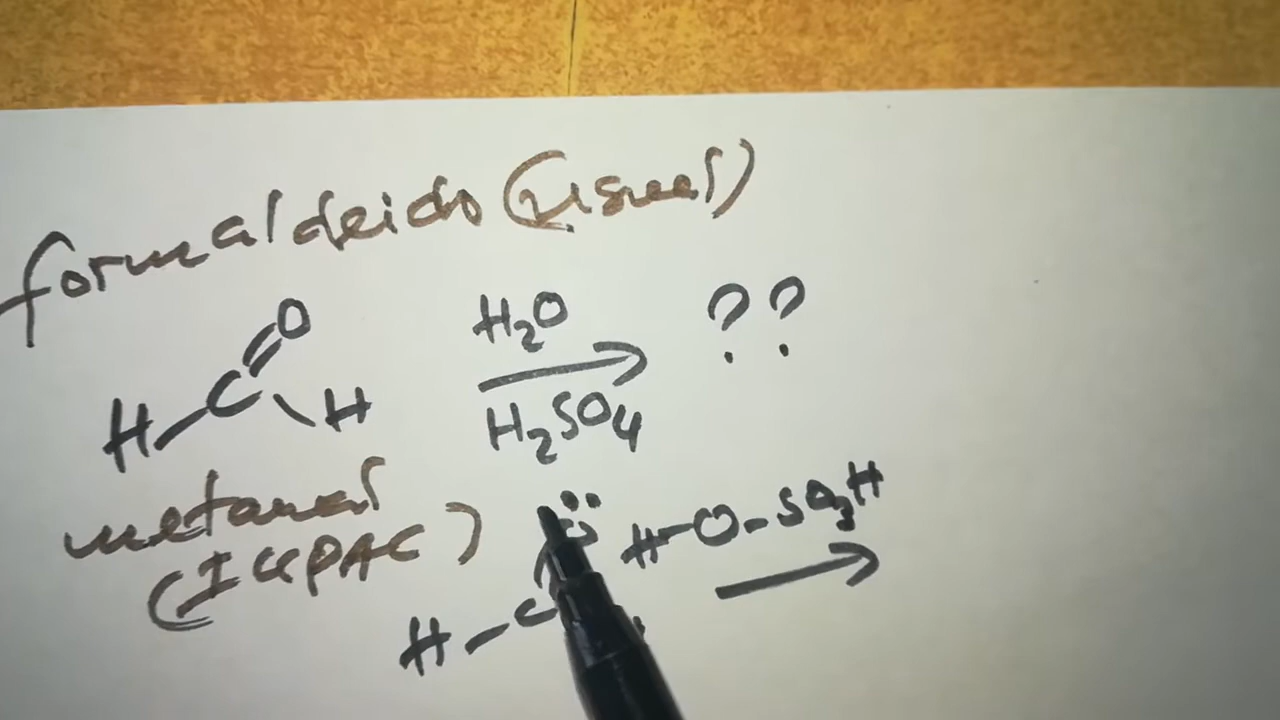 formaldeido (usual)
H C O H
H2O
H2SO4
??
metanal
(IUPAC)
H-O-SO3H
H-C